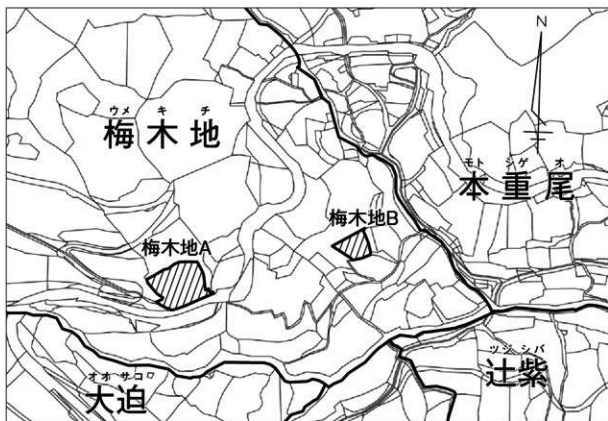 N
ウメ キ チ
梅木地
モト シゲ オ
本重尾
梅木地B
梅木地A
ツジ シバ
辻紫
オオ サコ
大迫